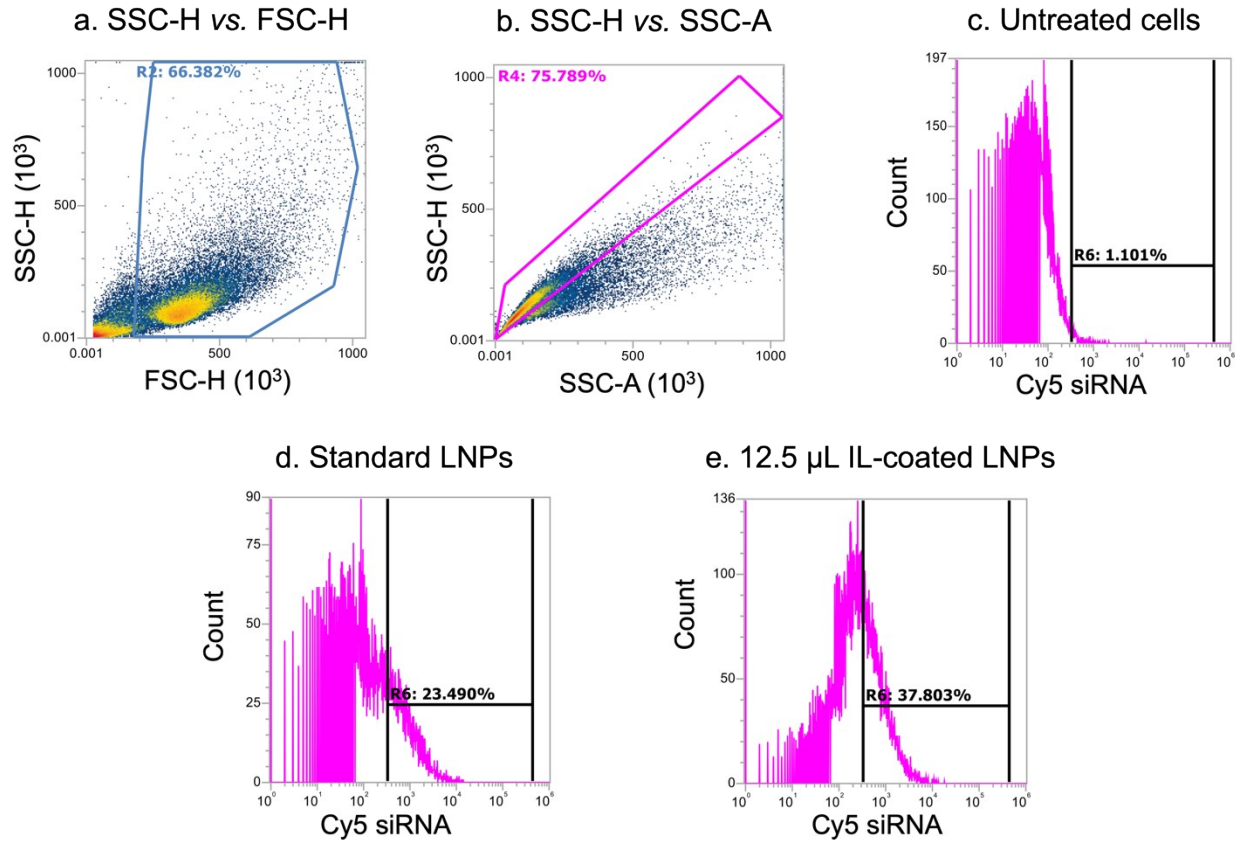 a. SSC-H vs. FSC-H
R2: 66.382%
1000
500
0.001
SSC-H (10³)
0.001
500
1000
FSC-H (10³)
b. SSC-H vs. SSC-A
R4: 75.789%
1000
500
0.001
SSC-H (10³)
0.001
500
1000
SSC-A (10³)
c. Untreated cells
197
150
100
50
0
Count
R6: 1.101%
10⁰ 10¹ 10² 10³ 10⁴ 10⁵ 10⁶
Cy5 siRNA
d. Standard LNPs
90
75
50
25
0
Count
R6: 23.490%
10⁰ 10¹ 10² 10³ 10⁴ 10⁵ 10⁶
Cy5 siRNA
e. 12.5 µL IL-coated LNPs
136
100
50
0
Count
R6: 37.803%
10⁰ 10¹ 10² 10³ 10⁴ 10⁵ 10⁶
Cy5 siRNA